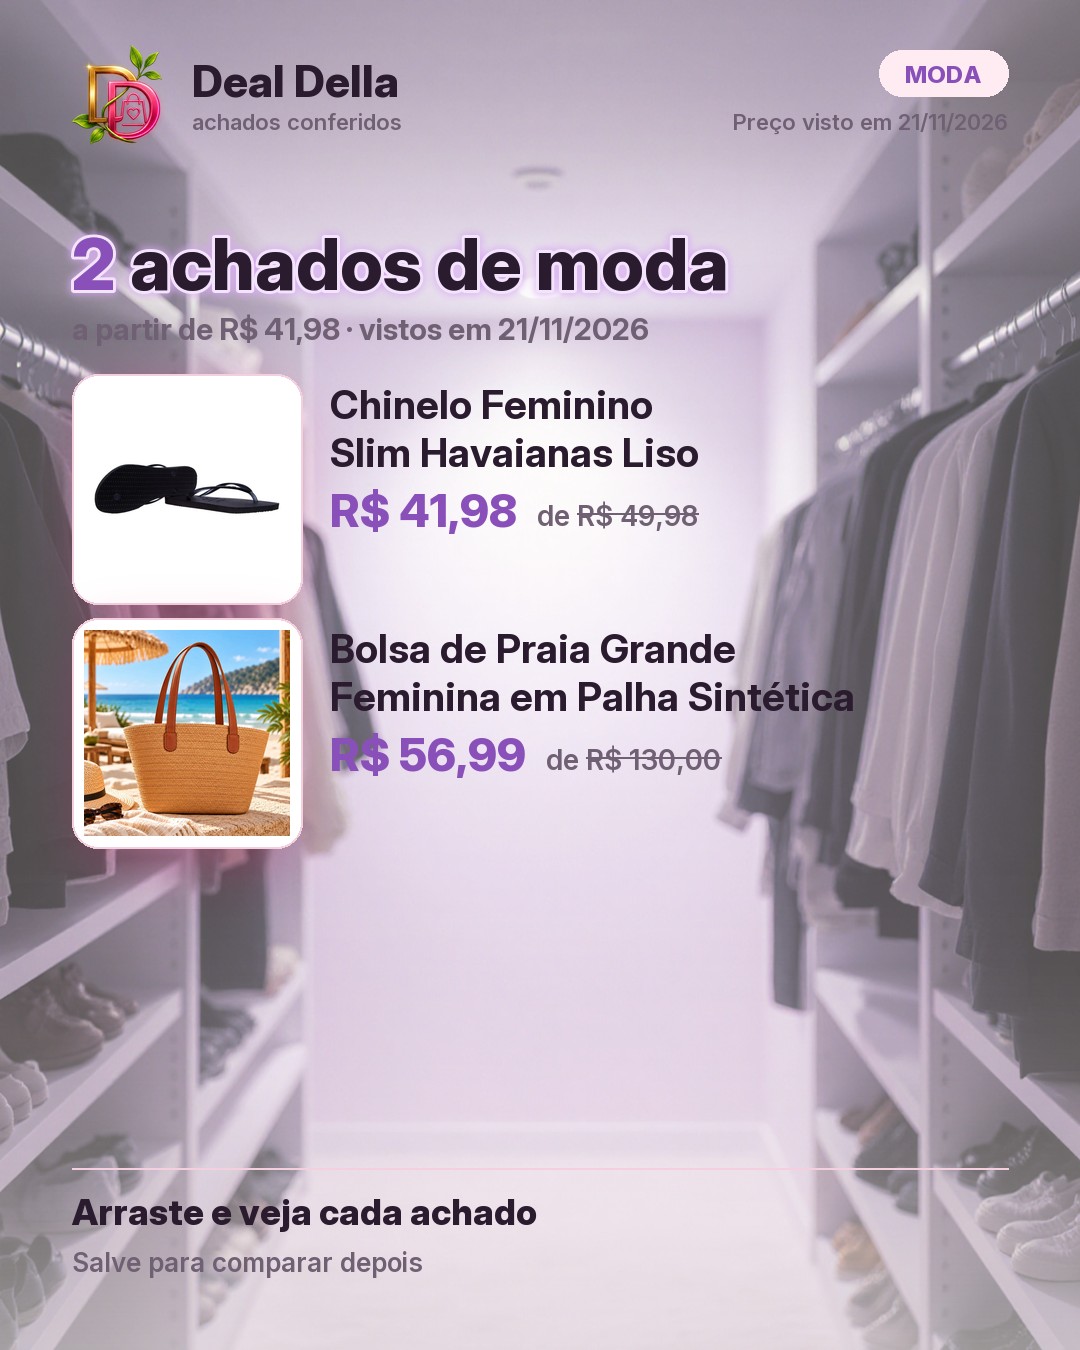 Deal Della
achados conferidos
MODA
Preço visto em 21/11/2026
2 achados de moda
a partir de R$ 41,98 · vistos em 21/11/2026
Chinelo Feminino
Slim Havaianas Liso
R$ 41,98 de R$ 49,98
Bolsa de Praia Grande
Feminina em Palha Sintética
R$ 56,99 de R$ 130,00
Arraste e veja cada achado
Salve para comparar depois